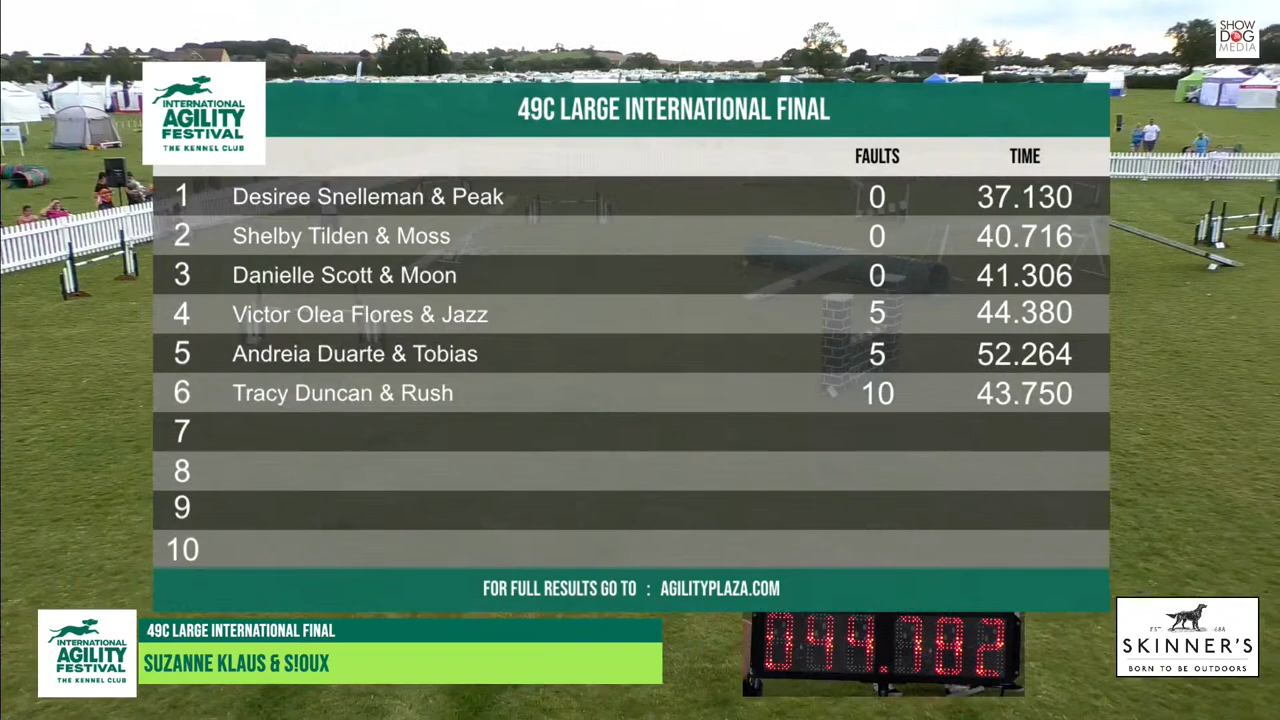 SHOW
DOG
MEDIA
INTERNATIONAL
AGILITY
FESTIVAL
THE KENNEL CLUB
49C LARGE INTERNATIONAL FINAL
FAULTS TIME
1 Desiree Snelleman & Peak 0 37.130
2 Shelby Tilden & Moss 0 40.716
3 Danielle Scott & Moon 0 41.306
4 Victor Olea Flores & Jazz 5 44.380
5 Andreia Duarte & Tobias 5 52.264
6 Tracy Duncan & Rush 10 43.750
7
8
9
10
FOR FULL RESULTS GO TO : AGILITYPLAZA.COM
INTERNATIONAL
AGILITY
FESTIVAL
THE KENNEL CLUB
49C LARGE INTERNATIONAL FINAL
SUZANNE KLAUS & S!OUX
044.782
SKINNER'S
BORN TO BE OUTDOORS